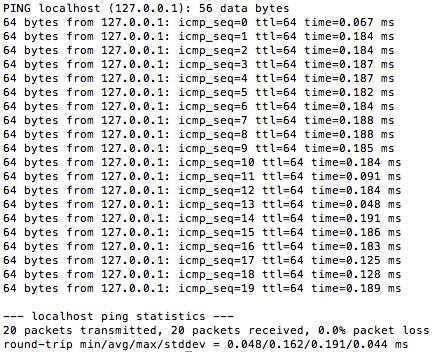 PING localhost (127.0.0.1): 56 data bytes
64 bytes from 127.0.0.1: icmp_seq=0 ttl=64 time=0.067 ms
64 bytes from 127.0.0.1: icmp_seq=1 ttl=64 time=0.184 ms
64 bytes from 127.0.0.1: icmp_seq=2 ttl=64 time=0.184 ms
64 bytes from 127.0.0.1: icmp_seq=3 ttl=64 time=0.187 ms
64 bytes from 127.0.0.1: icmp_seq=4 ttl=64 time=0.187 ms
64 bytes from 127.0.0.1: icmp_seq=5 ttl=64 time=0.182 ms
64 bytes from 127.0.0.1: icmp_seq=6 ttl=64 time=0.184 ms
64 bytes from 127.0.0.1: icmp_seq=7 ttl=64 time=0.188 ms
64 bytes from 127.0.0.1: icmp_seq=8 ttl=64 time=0.188 ms
64 bytes from 127.0.0.1: icmp_seq=9 ttl=64 time=0.185 ms
64 bytes from 127.0.0.1: icmp_seq=10 ttl=64 time=0.184 ms
64 bytes from 127.0.0.1: icmp_seq=11 ttl=64 time=0.091 ms
64 bytes from 127.0.0.1: icmp_seq=12 ttl=64 time=0.184 ms
64 bytes from 127.0.0.1: icmp_seq=13 ttl=64 time=0.048 ms
64 bytes from 127.0.0.1: icmp_seq=14 ttl=64 time=0.191 ms
64 bytes from 127.0.0.1: icmp_seq=15 ttl=64 time=0.186 ms
64 bytes from 127.0.0.1: icmp_seq=16 ttl=64 time=0.183 ms
64 bytes from 127.0.0.1: icmp_seq=17 ttl=64 time=0.125 ms
64 bytes from 127.0.0.1: icmp_seq=18 ttl=64 time=0.128 ms
64 bytes from 127.0.0.1: icmp_seq=19 ttl=64 time=0.189 ms

--- localhost ping statistics ---
20 packets transmitted, 20 packets received, 0.0% packet loss
round-trip min/avg/max/stddev = 0.048/0.162/0.191/0.044 ms